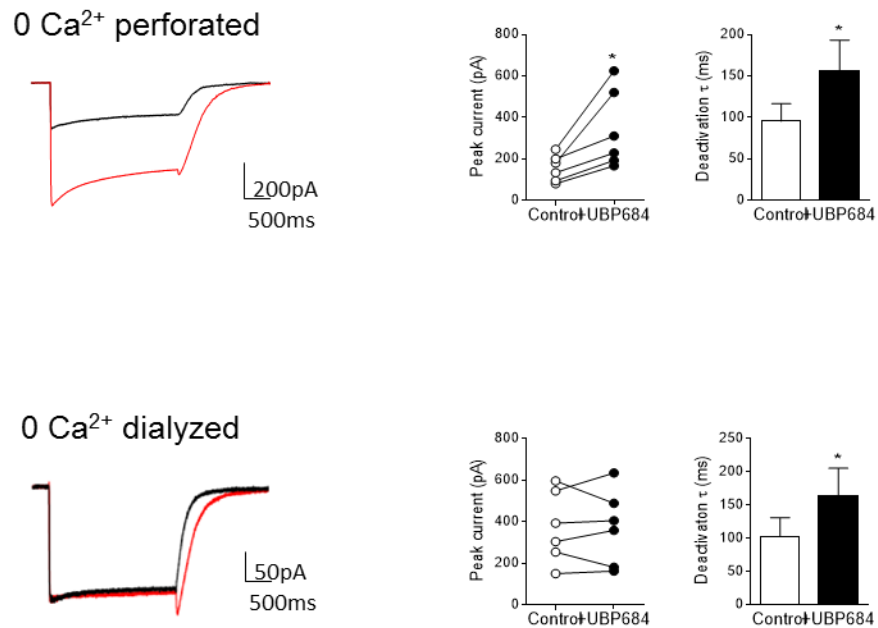 0 Ca²⁺ perforated
200pA
500ms
Peak current (pA)
800
600
400
200
0
*
Control
+UBP684
Deactivation τ (ms)
200
150
100
50
0
*
Control
+UBP684
0 Ca²⁺ dialyzed
50pA
500ms
Peak current (pA)
800
600
400
200
0
Control
+UBP684
Deactivaton τ (ms)
250
200
150
100
50
0
*
Control
+UBP684